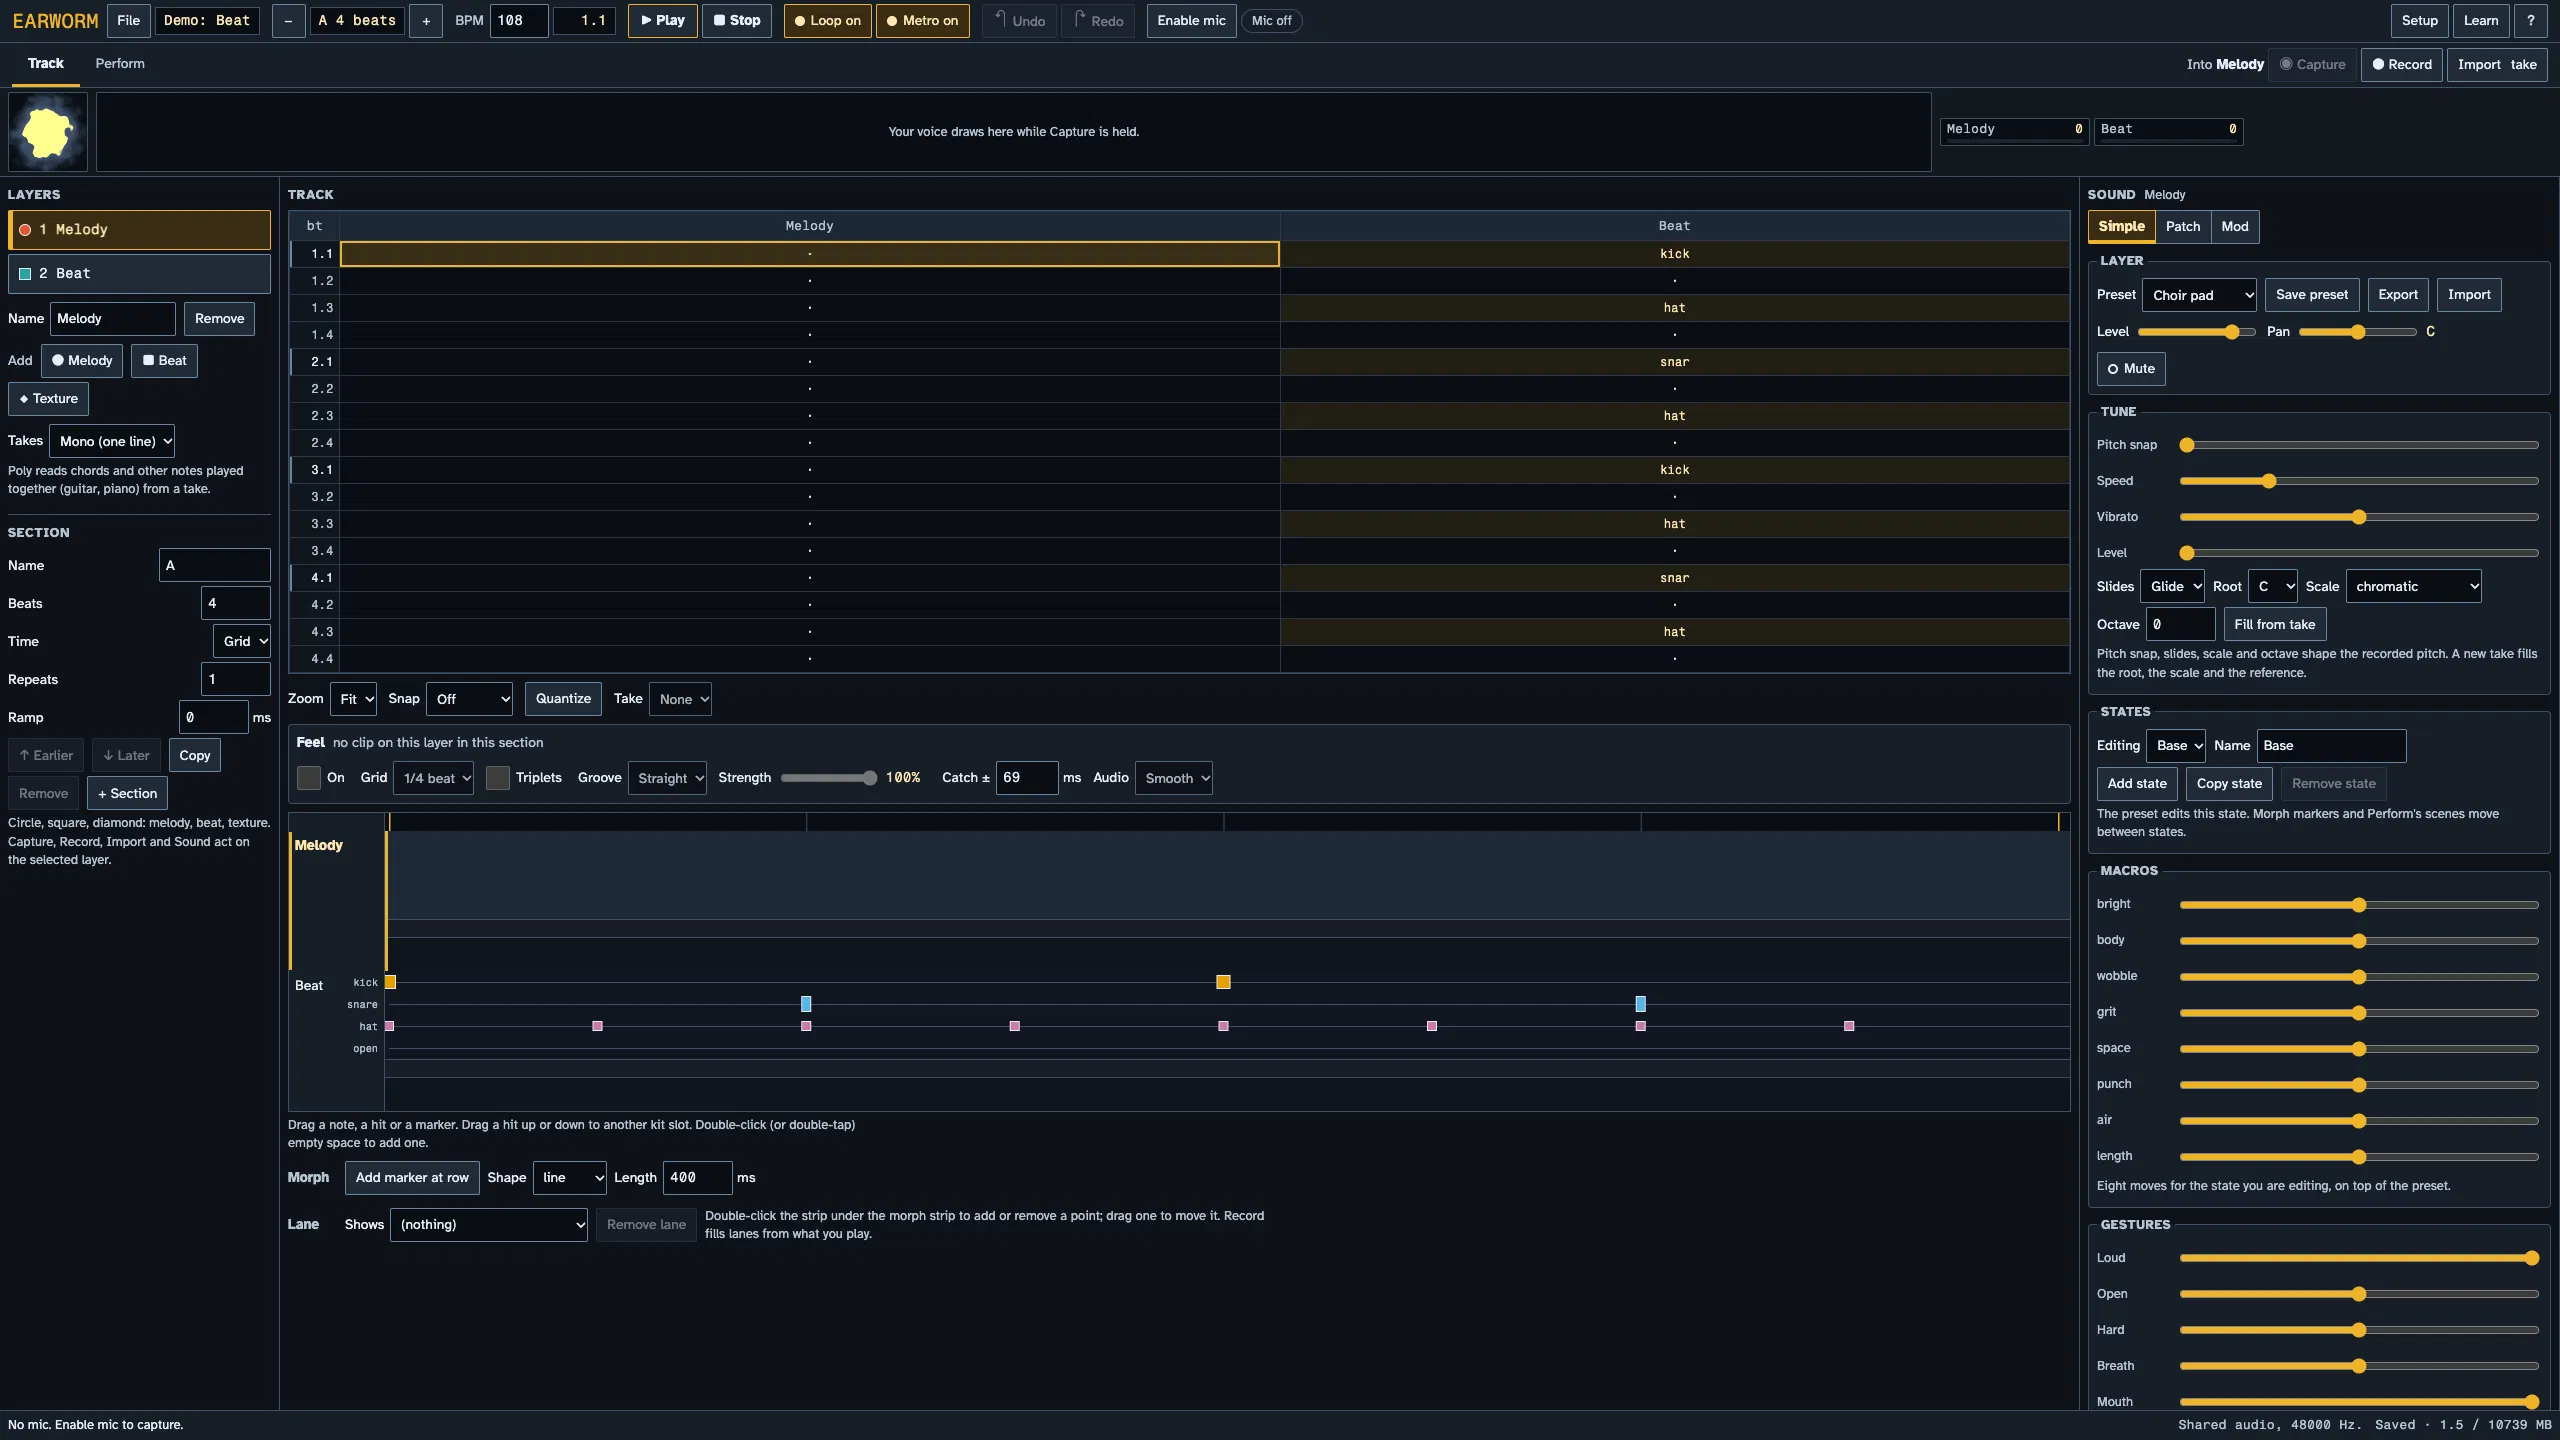 EARWORM File Demo: Beat − A 4 beats + BPM 108 1.1 Play Stop Loop on Metro on Undo Redo Enable mic Mic off Setup Learn ?
Track Perform Into Melody Capture Record Import take
Your voice draws here while Capture is held.
Melody 0 Beat 0
LAYERS
1 Melody
2 Beat
Name Melody Remove
Add Melody Beat
Texture
Takes Mono (one line)
Poly reads chords and other notes played
together (guitar, piano) from a take.
SECTION
Name A
Beats 4
Time Grid
Repeats 1
Ramp 0 ms
↑ Earlier ↓ Later Copy
Remove + Section
Circle, square, diamond: melody, beat, texture.
Capture, Record, Import and Sound act on
the selected layer.
TRACK
bt Melody Beat
1.1 · kick
1.2 · ·
1.3 · hat
1.4 · ·
2.1 · snar
2.2 · ·
2.3 · hat
2.4 · ·
3.1 · kick
3.2 · ·
3.3 · hat
3.4 · ·
4.1 · snar
4.2 · ·
4.3 · hat
4.4 · ·
Zoom Fit Snap Off Quantize Take None
Feel no clip on this layer in this section
On Grid 1/4 beat Triplets Groove Straight Strength 100% Catch ± 69 ms Audio Smooth
Melody
Beat kick
snare
hat
open
Drag a note, a hit or a marker. Drag a hit up or down to another kit slot. Double-click (or double-tap)
empty space to add one.
Morph Add marker at row Shape line Length 400 ms
Lane Shows (nothing) Remove lane Double-click the strip under the morph strip to add or remove a point; drag one to move it. Record
fills lanes from what you play.
SOUND Melody
Simple Patch Mod
LAYER
Preset Choir pad Save preset Export Import
Level Pan C
Mute
TUNE
Pitch snap
Speed
Vibrato
Level
Slides Glide Root C Scale chromatic
Octave 0 Fill from take
Pitch snap, slides, scale and octave shape the recorded pitch. A new take fills
the root, the scale and the reference.
STATES
Editing Base Name Base
Add state Copy state Remove state
The preset edits this state. Morph markers and Perform's scenes move
between states.
MACROS
bright
body
wobble
grit
space
punch
air
length
Eight moves for the state you are editing, on top of the preset.
GESTURES
Loud
Open
Hard
Breath
Mouth
No mic. Enable mic to capture. Shared audio, 48000 Hz. Saved · 1.5 / 10739 MB